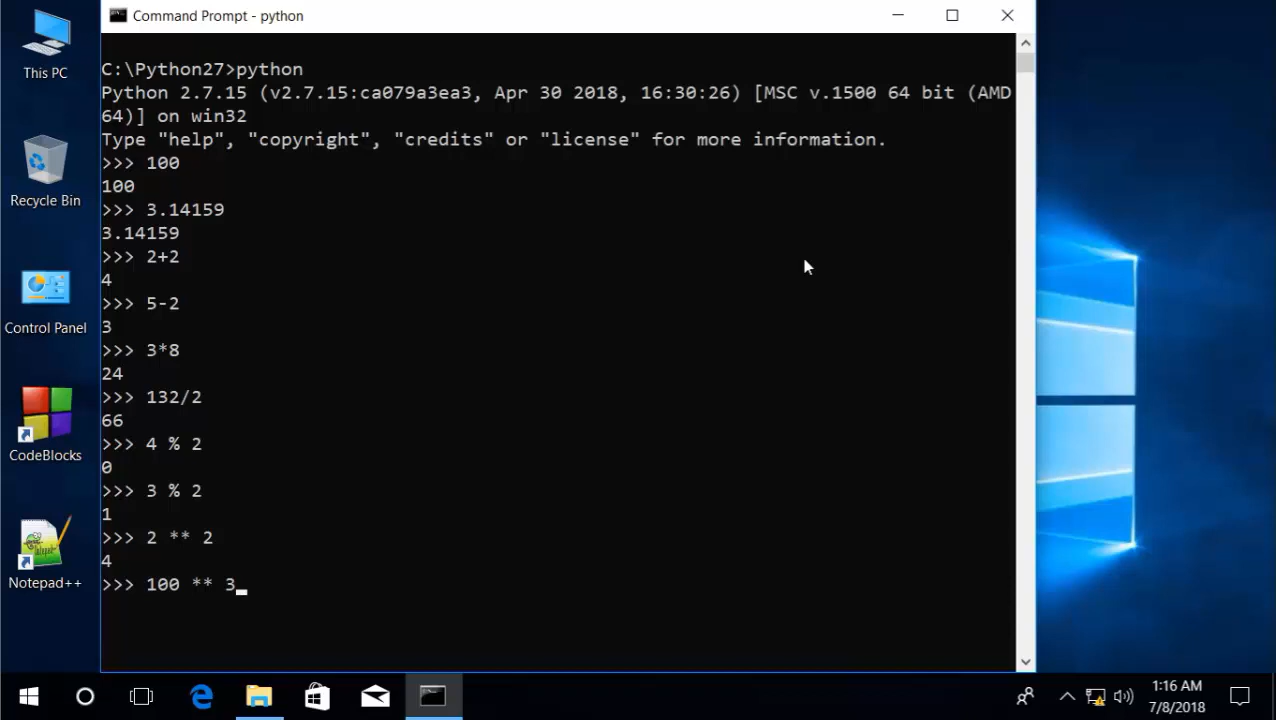 Command Prompt - python
This PC
Recycle Bin
Control Panel
CodeBlocks
Notepad++
C:\Python27>python
Python 2.7.15 (v2.7.15:ca079a3ea3, Apr 30 2018, 16:30:26) [MSC v.1500 64 bit (AMD
64)] on win32
Type "help", "copyright", "credits" or "license" for more information.
>>> 100
100
>>> 3.14159
3.14159
>>> 2+2
4
>>> 5-2
3
>>> 3*8
24
>>> 132/2
66
>>> 4 % 2
0
>>> 3 % 2
1
>>> 2 ** 2
4
>>> 100 ** 3_
1:16 AM
7/8/2018